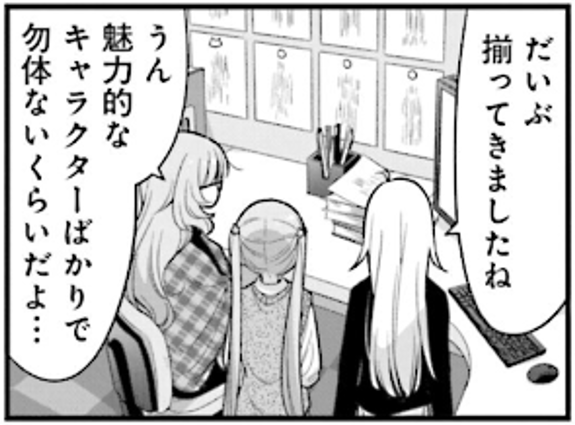 だいぶ
揃ってきましたね
うん
魅力的な
キャラクターばかりで
勿体ないくらいだよ…